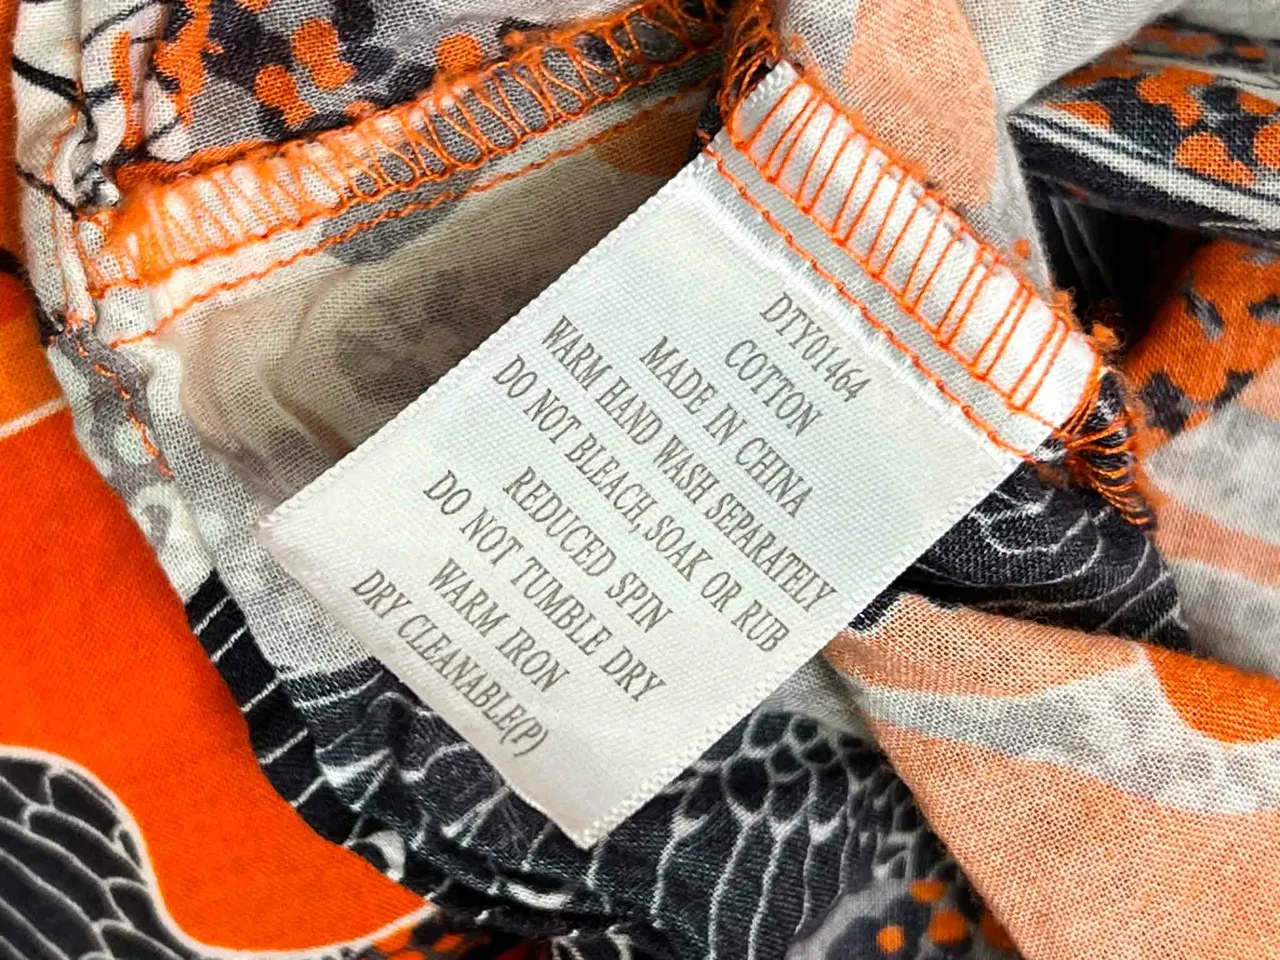 DTY01464
COTTON
MADE IN CHINA
WARM HAND WASH SEPARATELY
DO NOT BLEACH, SOAK OR RUB
REDUCED SPIN
DO NOT TUMBLE DRY
WARM IRON
DRY CLEANABLE(P)